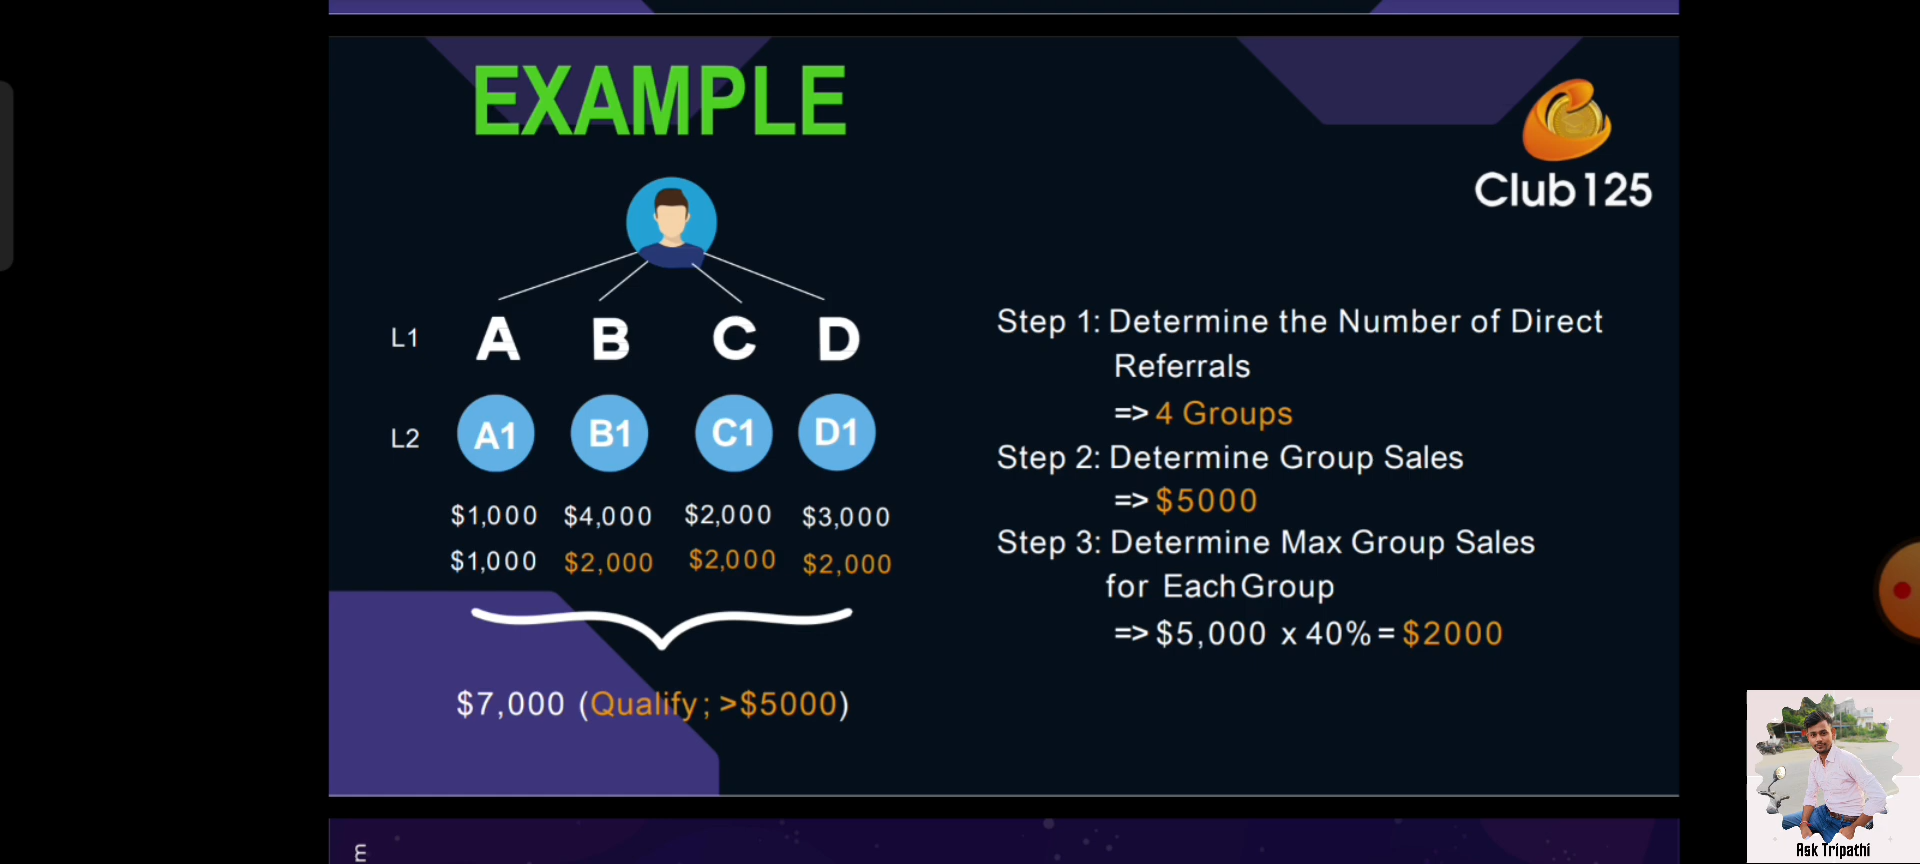 EXAMPLE
Club125
L1 A B C D
L2 A1 B1 C1 D1
$1,000 $4,000 $2,000 $3,000
$1,000 $2,000 $2,000 $2,000
$7,000 (Qualify; >$5000)
Step 1: Determine the Number of Direct
Referrals
=> 4 Groups
Step 2: Determine Group Sales
=> $5000
Step 3: Determine Max Group Sales
for Each Group
=> $5,000 x 40% = $2000
Ask Tripathi